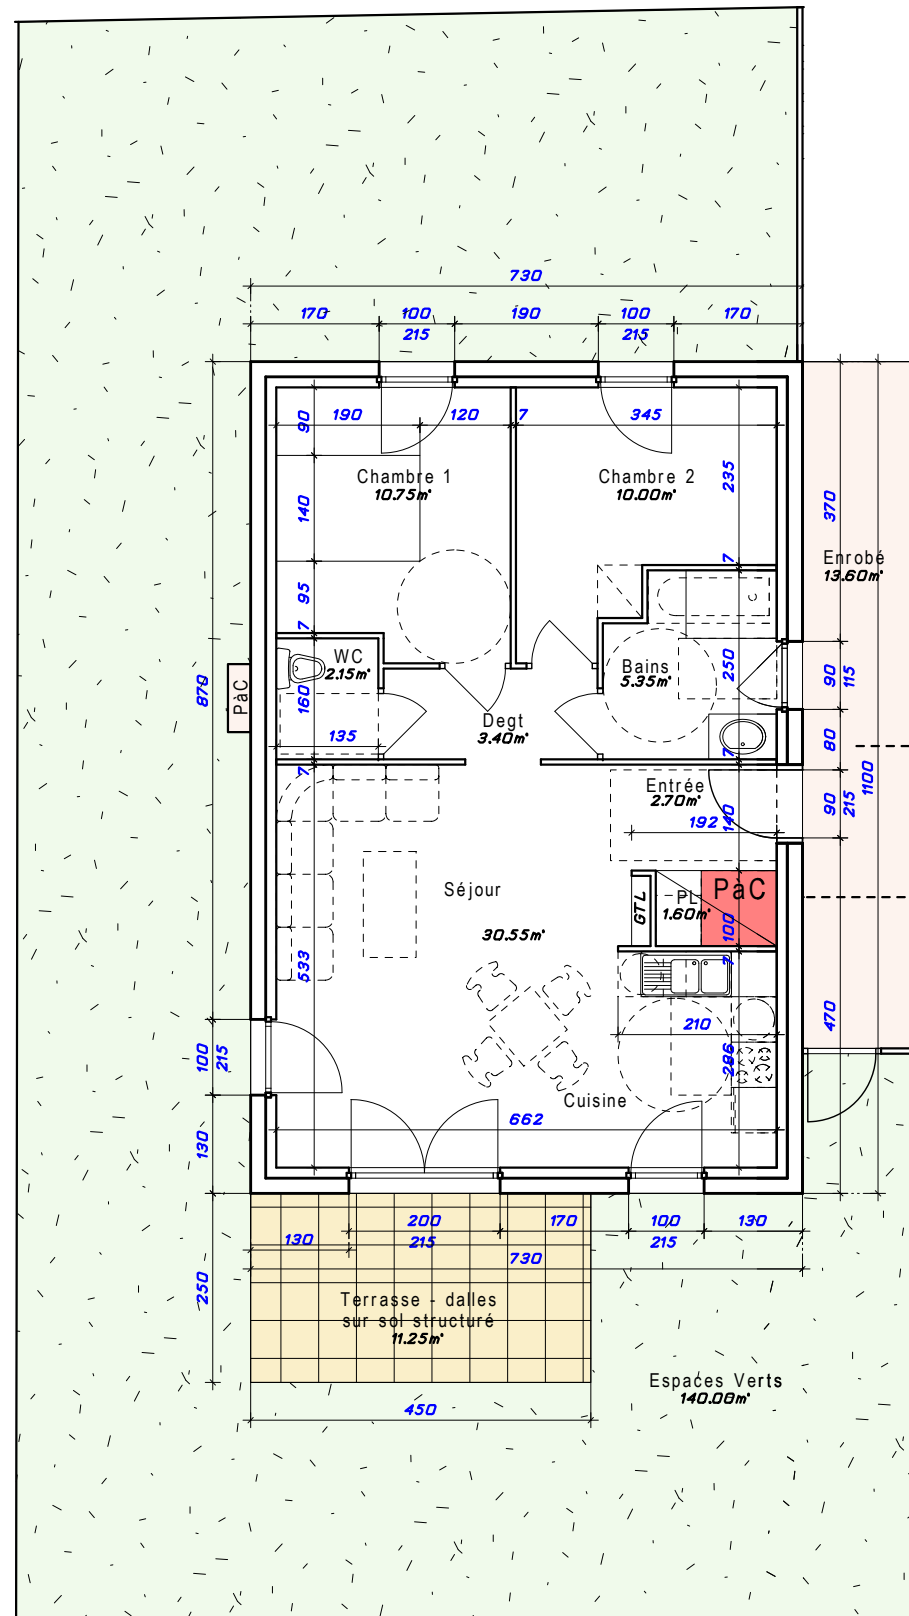 730
170 100 190 100 170
215 215
190 120 7 345
90
235
370
Chambre 1
10.75m²
Chambre 2
10.00m²
140
7
Enrobé
13.60m²
95
7
WC
2.15m²
Bains
5.35m²
250
90
115
870
PàC
160
135
Degt
3.40m²
7
80
7
1100
Entrée
2.70m²
90
215
192
140
Séjour
30.55m²
GTL
PL
1.60m²
PàC
100
7
533
470
210
286
100
215
Cuisine
662
130
200 170 100 130
130 215 215
730
250
Terrasse - dalles
sur sol structuré
11.25m²
Espaces Verts
140.00m²
450